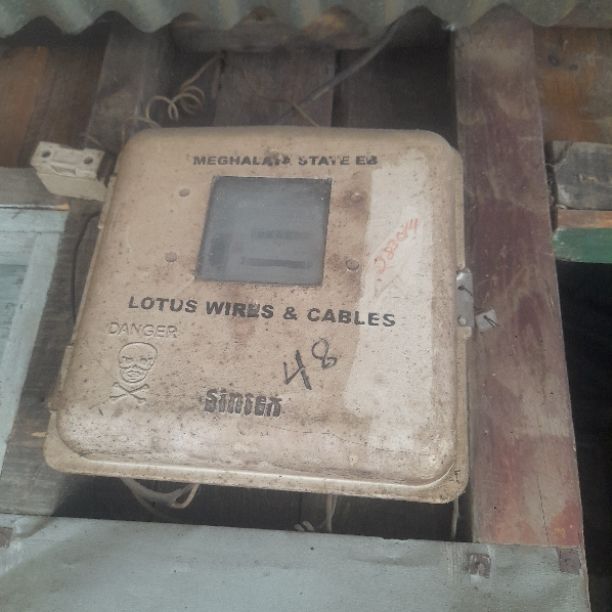 MEGHALAYA STATE EB
LOTUS WIRES & CABLES
DANGER
48
Sintex